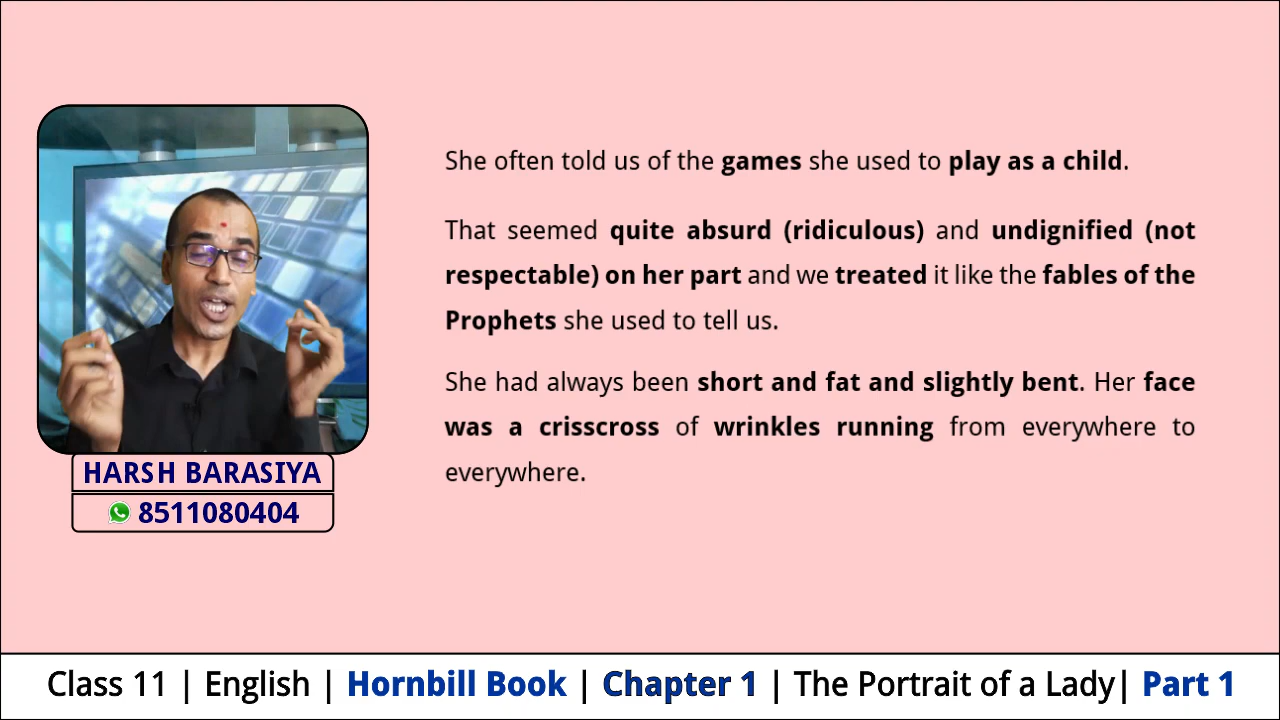 She often told us of the games she used to play as a child.
That seemed quite absurd (ridiculous) and undignified (not
respectable) on her part and we treated it like the fables of the
Prophets she used to tell us.
She had always been short and fat and slightly bent. Her face
was a crisscross of wrinkles running from everywhere to
everywhere.
HARSH BARASIYA
8511080404
Class 11 | English | Hornbill Book | Chapter 1 | The Portrait of a Lady| Part 1